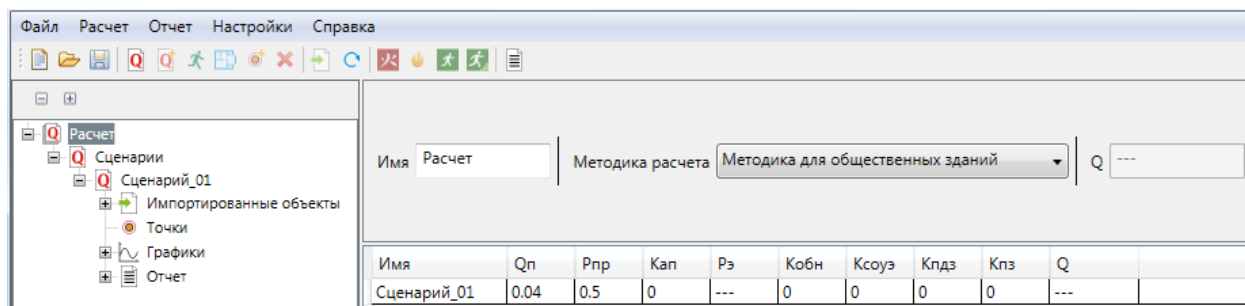 Файл Расчет Отчет Настройки Справка
Расчет
Сценарии
Сценарий_01
Импортированные объекты
Точки
Графики
Отчет
Имя Расчет Методика расчета Методика для общественных зданий Q ---
Имя Qп Рпр Кап Рэ Кобн Ксоуэ Кпдз Кпз Q
Сценарий_01 0.04 0.5 0 --- 0 0 0 0 ---